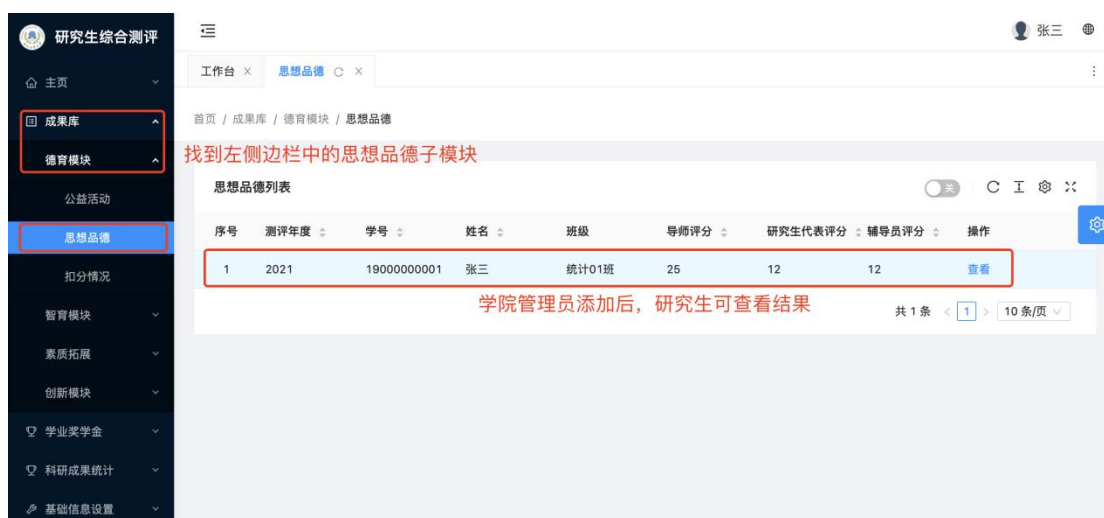 研究生综合测评
张三
主页
工作台 思想品德
成果库
首页 / 成果库 / 德育模块 / 思想品德
德育模块
找到左侧边栏中的思想品德子模块
公益活动
思想品德列表
关
思想品德
序号 测评年度 学号 姓名 班级 导师评分 研究生代表评分 辅导员评分 操作
扣分情况
1 2021 19000000001 张三 统计01班 25 12 12 查看
学院管理员添加后，研究生可查看结果
智育模块
共 1 条 < 1 > 10 条/页
素质拓展
创新模块
学业奖学金
科研成果统计
基础信息设置